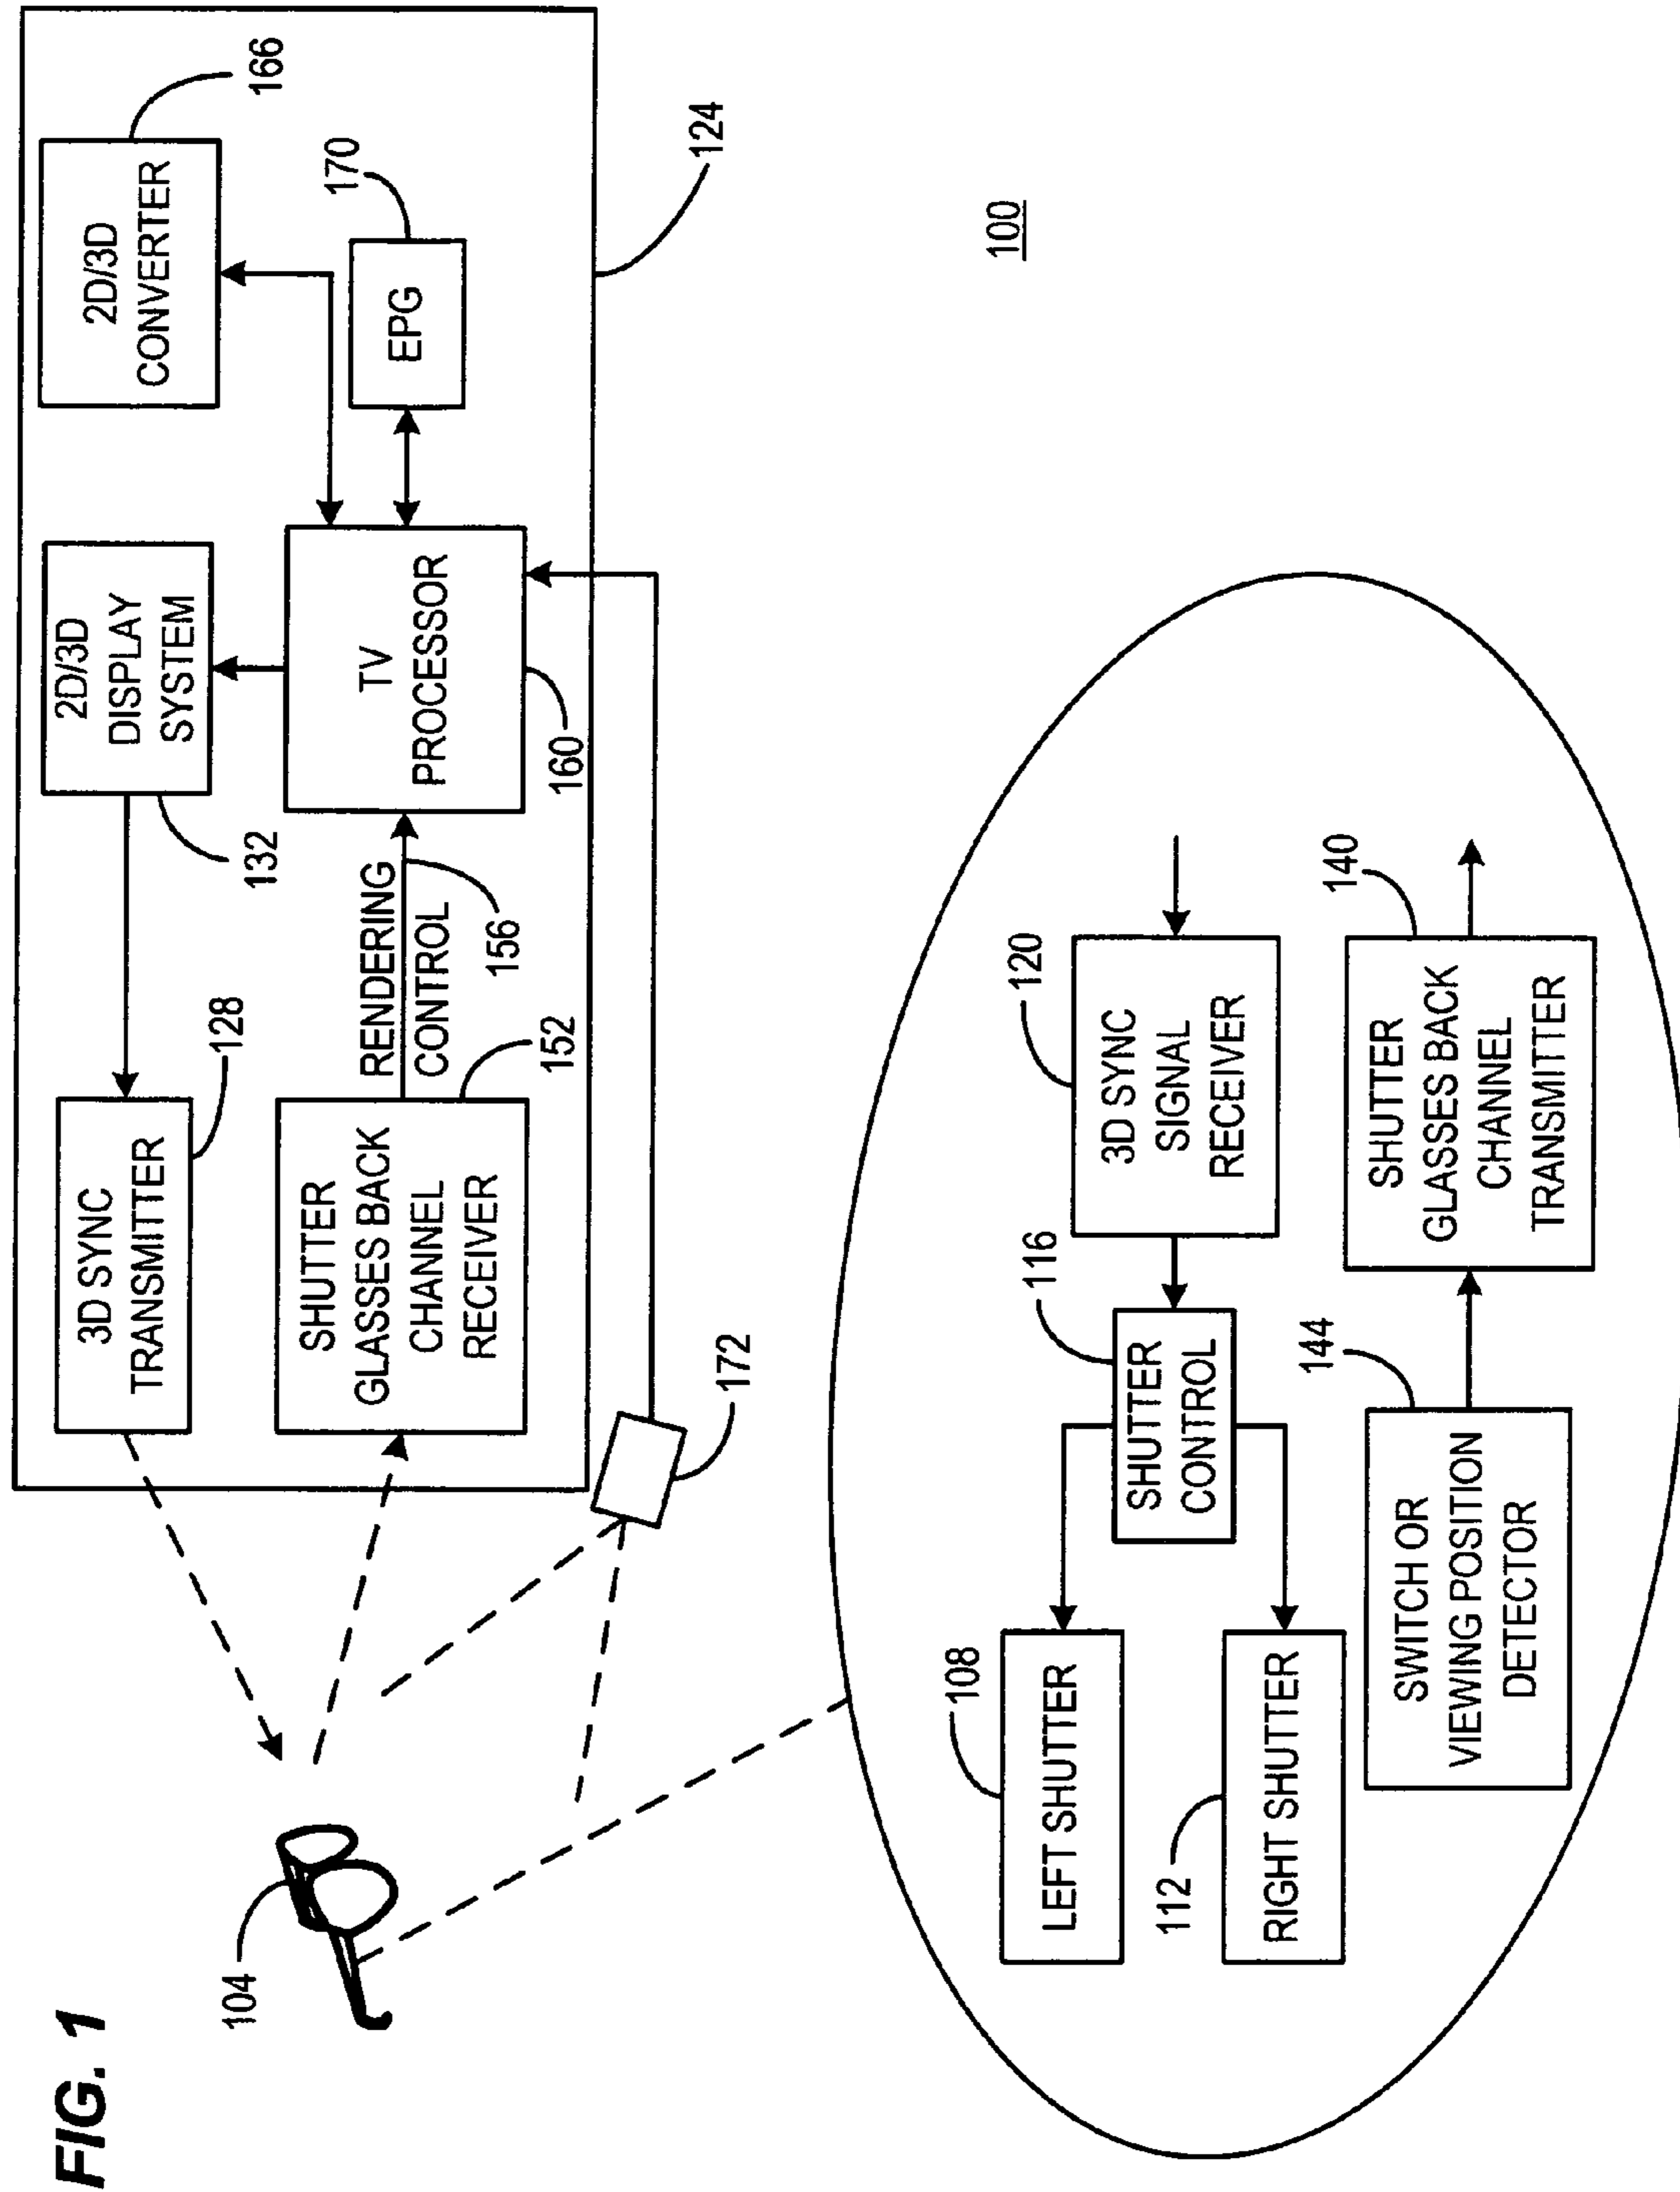 FIG. 1
104
3D SYNC
TRANSMITTER
128
2D/3D
DISPLAY
SYSTEM
132
2D/3D
CONVERTER
166
SHUTTER
GLASSES BACK
CHANNEL
RECEIVER
152
RENDERING
CONTROL
156
TV
PROCESSOR
160
EPG
170
124
172
100
LEFT SHUTTER
108
RIGHT SHUTTER
112
SHUTTER
CONTROL
116
3D SYNC
SIGNAL
RECEIVER
120
SWITCH OR
VIEWING POSITION
DETECTOR
144
SHUTTER
GLASSES BACK
CHANNEL
TRANSMITTER
140